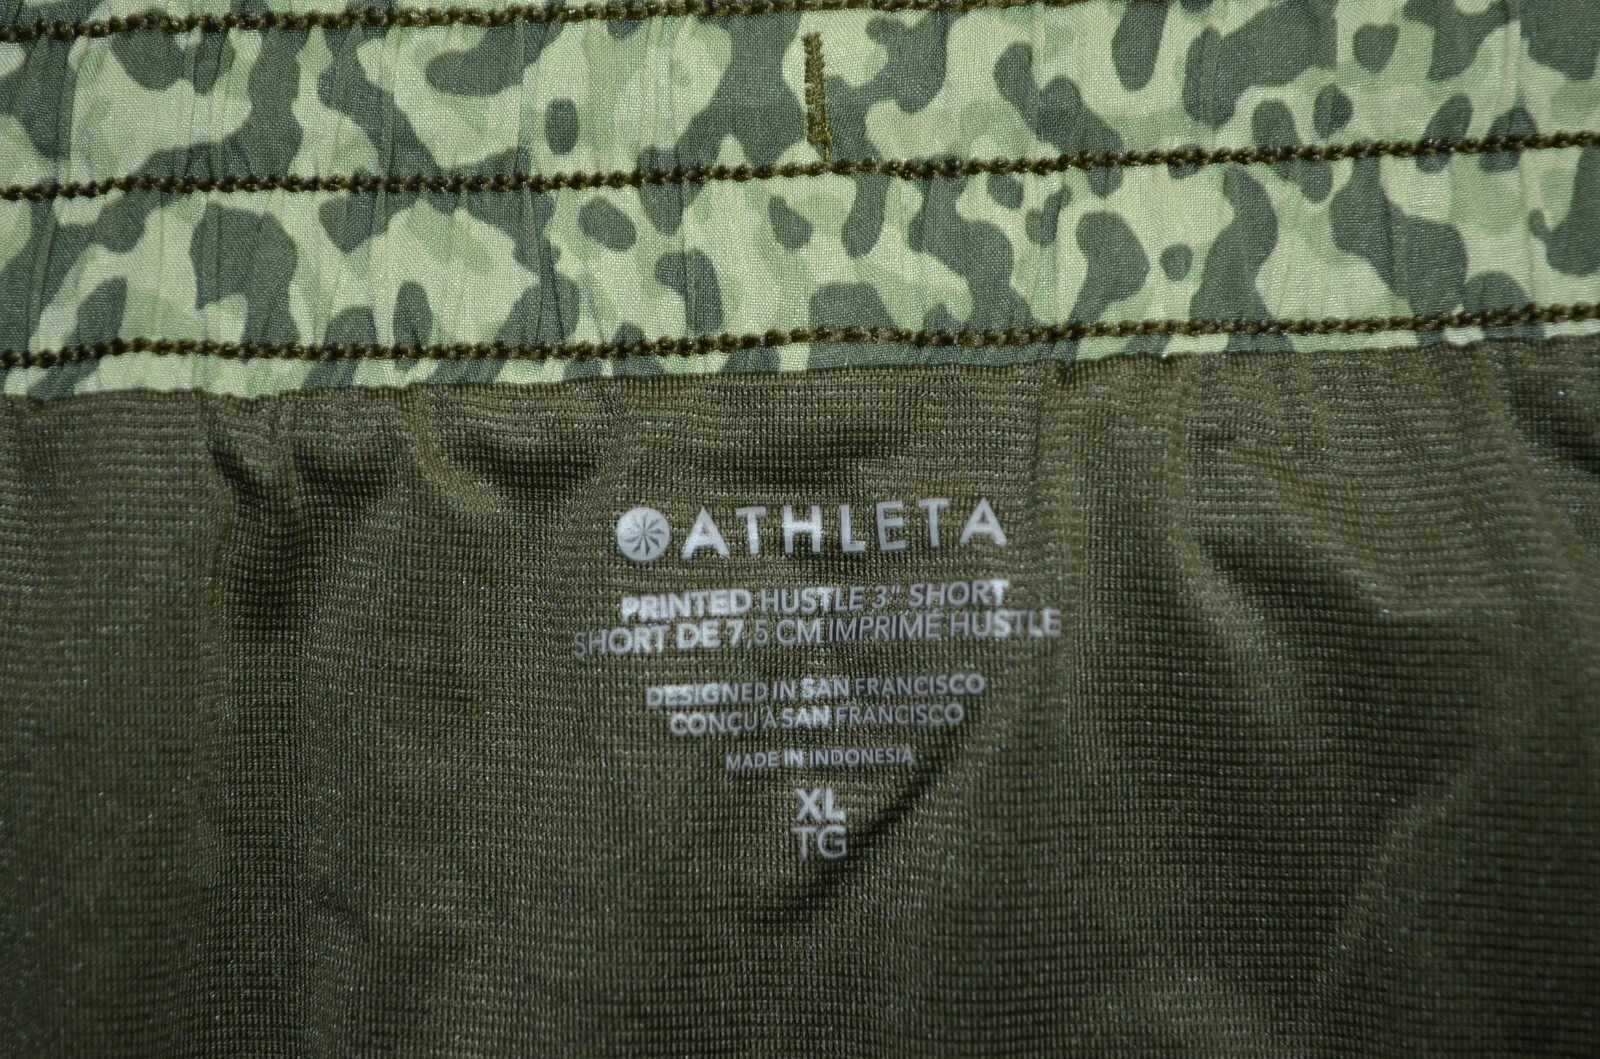 ATHLETA
PRINTED HUSTLE 3" SHORT
SHORT DE 7,5 CM IMPRIME HUSTLE
DESIGNED IN SAN FRANCISCO
CONÇU À SAN FRANCISCO
MADE IN INDONESIA
XL
TG